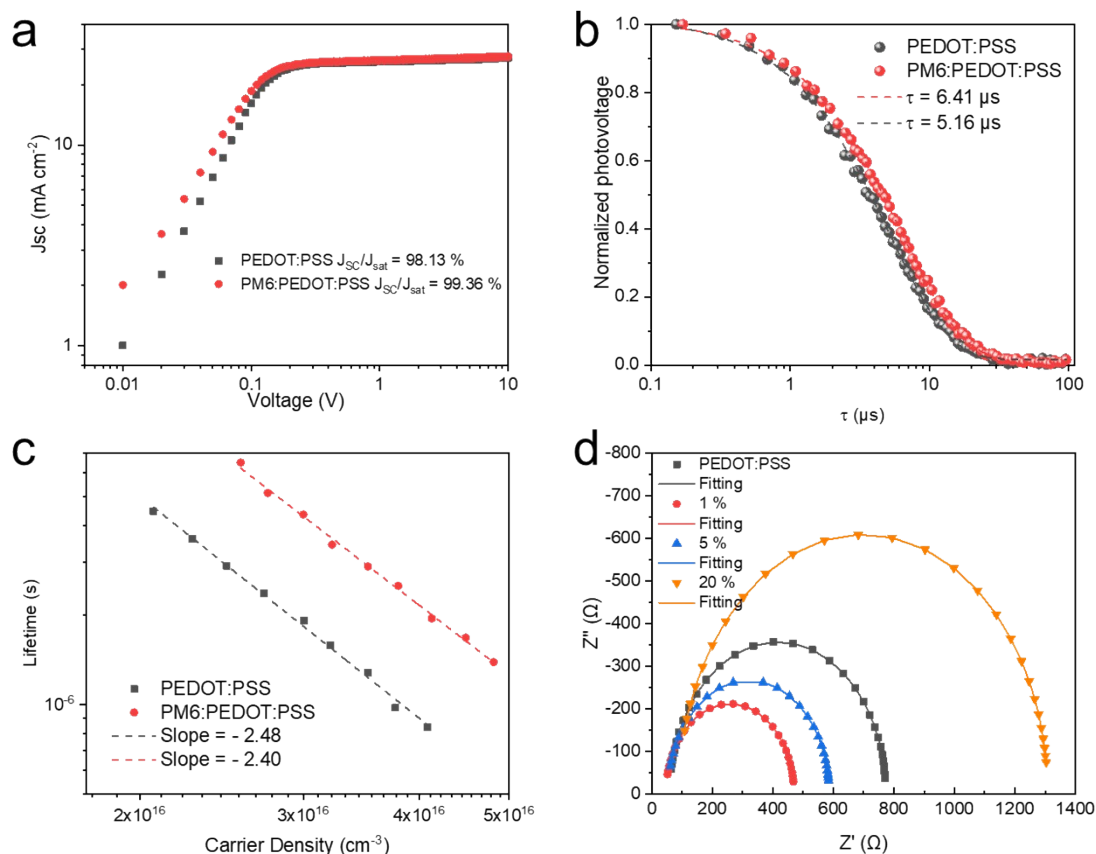 a
Jsc (mA cm⁻²)
10
1
PEDOT:PSS J_SC/J_sat = 98.13 %
PM6:PEDOT:PSS J_SC/J_sat = 99.36 %
0.01 0.1 1 10
Voltage (V)
b
Normalized photovoltage
1.0
0.8
0.6
0.4
0.2
0.0
PEDOT:PSS
PM6:PEDOT:PSS
τ = 6.41 µs
τ = 5.16 µs
0.1 1 10 100
τ (µs)
c
Lifetime (s)
10⁻⁶
PEDOT:PSS
PM6:PEDOT:PSS
Slope = - 2.48
Slope = - 2.40
2x10¹⁶ 3x10¹⁶ 4x10¹⁶ 5x10¹⁶
Carrier Density (cm⁻³)
d
Z'' (Ω)
-800
-700
-600
-500
-400
-300
-200
-100
0
PEDOT:PSS
Fitting
1 %
Fitting
5 %
Fitting
20 %
Fitting
0 200 400 600 800 1000 1200 1400
Z' (Ω)